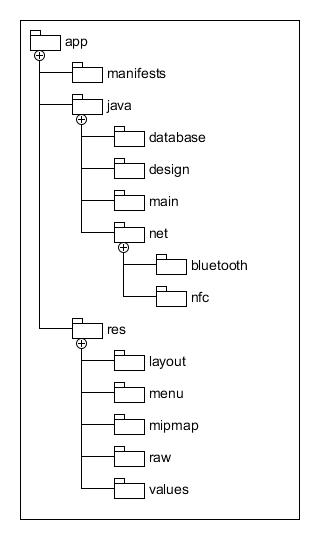 app
manifests
java
database
design
main
net
bluetooth
nfc
res
layout
menu
mipmap
raw
values